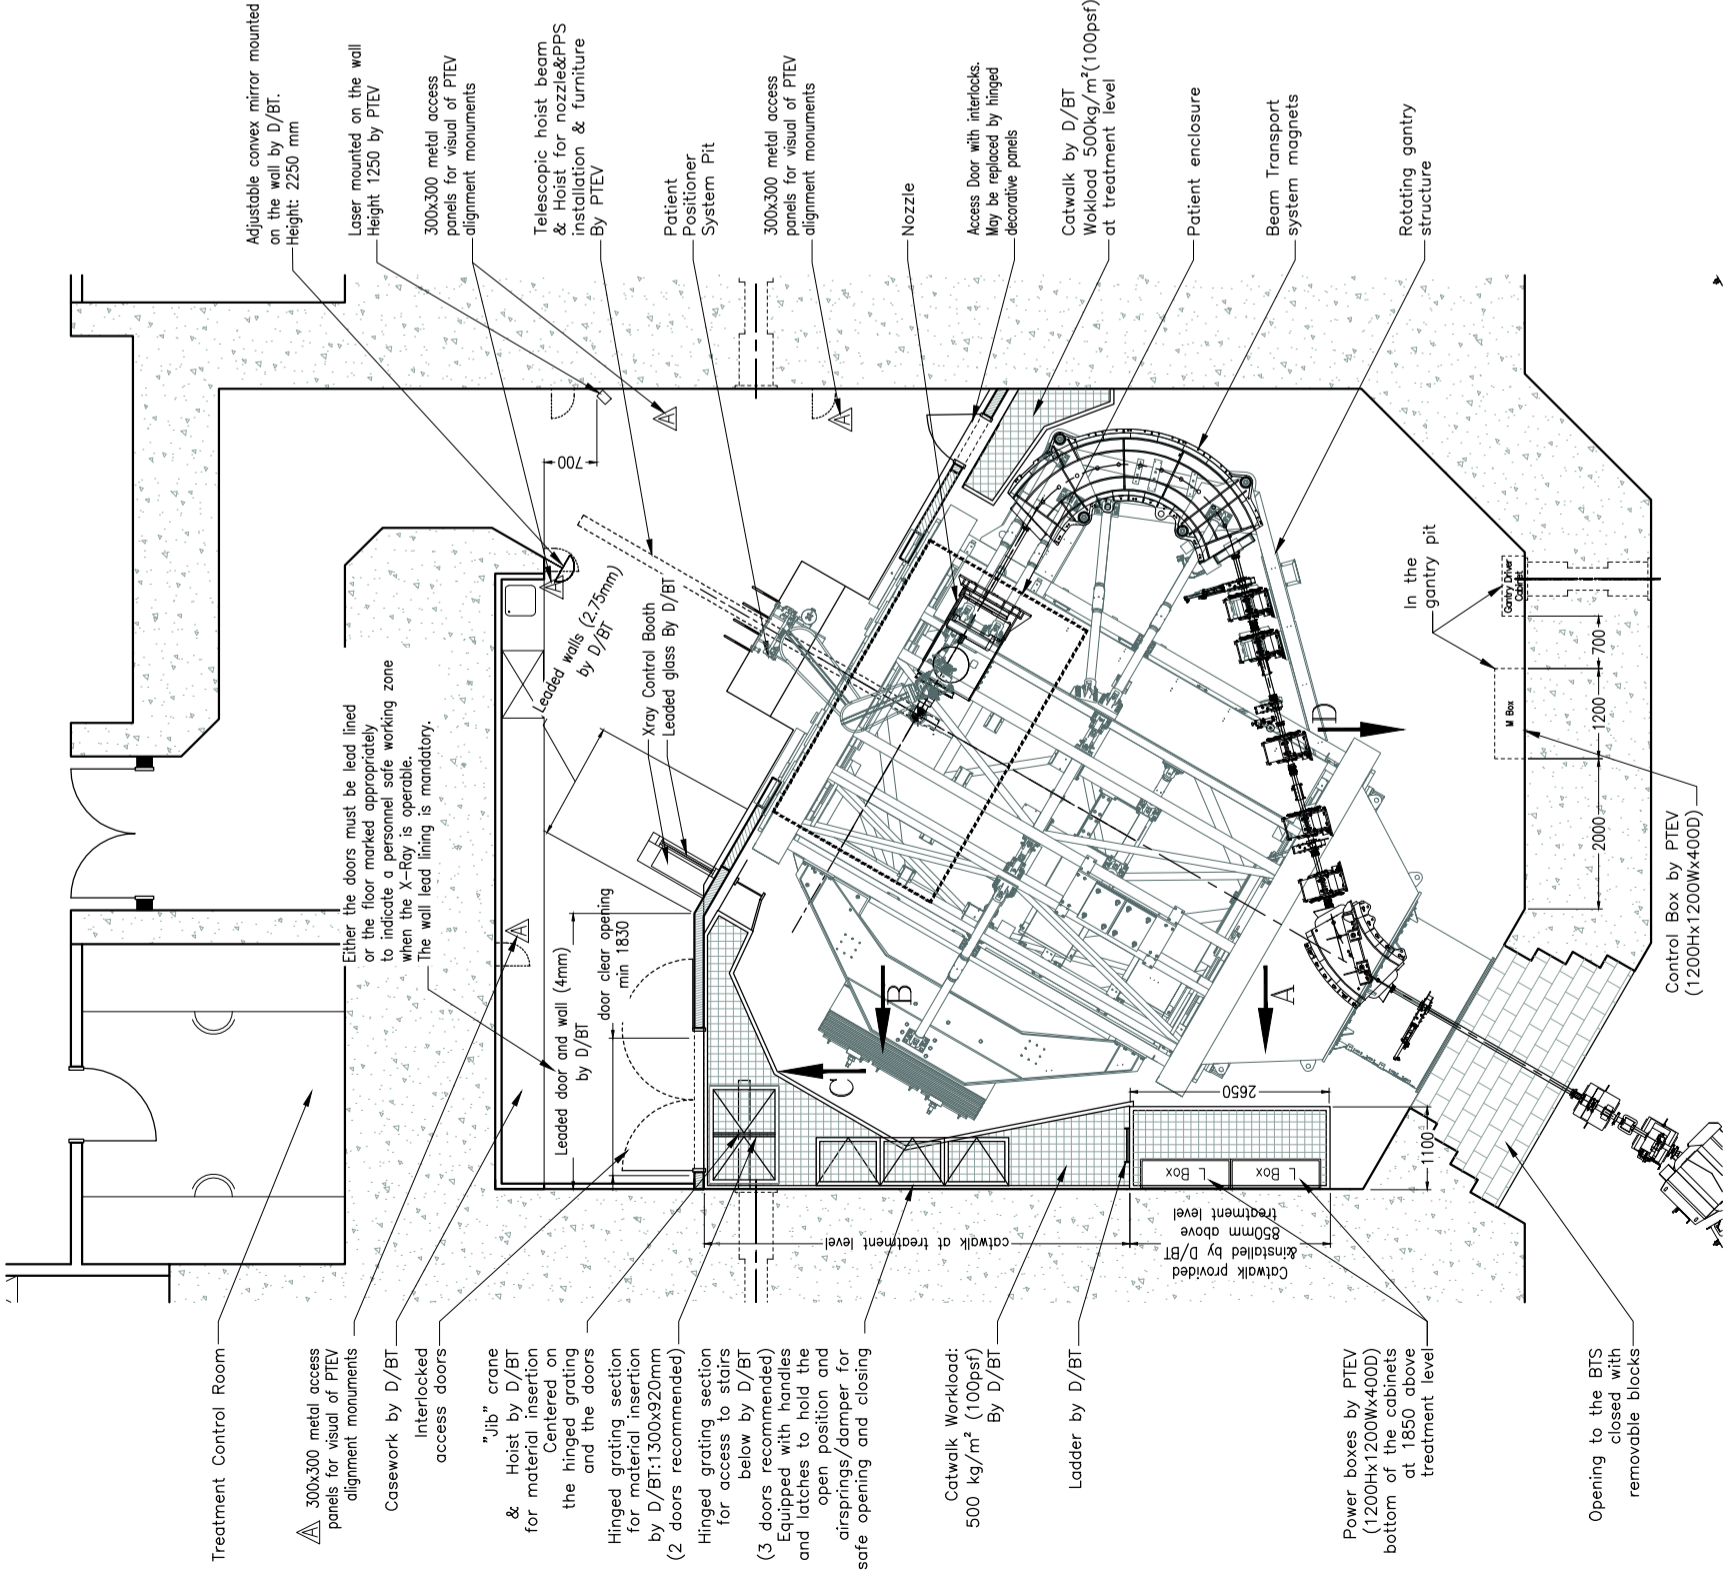 Adjustable convex mirror mounted
on the wall by D/BT.
Height: 2250 mm
Laser mounted on the wall
Height 1250 by PTEV
300x300 metal access
panels for visual of PTEV
alignment monuments
Telescopic hoist beam
& Hoist for nozzle&PPS
installation & furniture
By PTEV
Patient
Positioner
System Pit
300x300 metal access
panels for visual of PTEV
alignment monuments
Nozzle
Access Door with interlocks.
May be replaced by hinged
decorative panels
Catwalk by D/BT
Wokload 500kg/m²(100psf)
at treatment level
Patient enclosure
Beam Transport
system magnets
Rotating gantry
structure
A
A
700
A
Leaded walls (2.75mm)
by D/BT
Xray Control Booth
Leaded glass By D/BT
Either the doors must be lead lined
or the floor marked appropriately
to indicate a personnel safe working zone
when the X-Ray is operable.
The wall lead lining is mandatory.
A
Leaded door and wall (4mm)
by D/BT
door clear opening
min 1830
In the
gantry pit
Gantry Driver
Cabinet
700
M Box
1200
2000
Control Box by PTEV
(1200Hx1200Wx400D)
D
B
A
C
2650
1100
L Box
L Box
catwalk at treatment level
Catwalk provided
&installed by D/BT
850mm above
treatment level
Treatment Control Room
A 300x300 metal access
panels for visual of PTEV
alignment monuments
Casework by D/BT
Interlocked
access doors
"Jib" crane
& Hoist by D/BT
for material insertion
Centered on
the hinged grating
and the doors
Hinged grating section
for material insertion
by D/BT:1300x920mm
(2 doors recommended)
Hinged grating section
for access to stairs
below by D/BT
(3 doors recommended)
Equipped with handles
and latches to hold the
open position and
airsprings/damper for
safe opening and closing
Catwalk Workload:
500 kg/m² (100psf)
By D/BT
Ladder by D/BT
Power boxes by PTEV
(1200Hx1200Wx400D)
bottom of the cabinets
at 1850 above
treatment level
Opening to the BTS
closed with
removable blocks